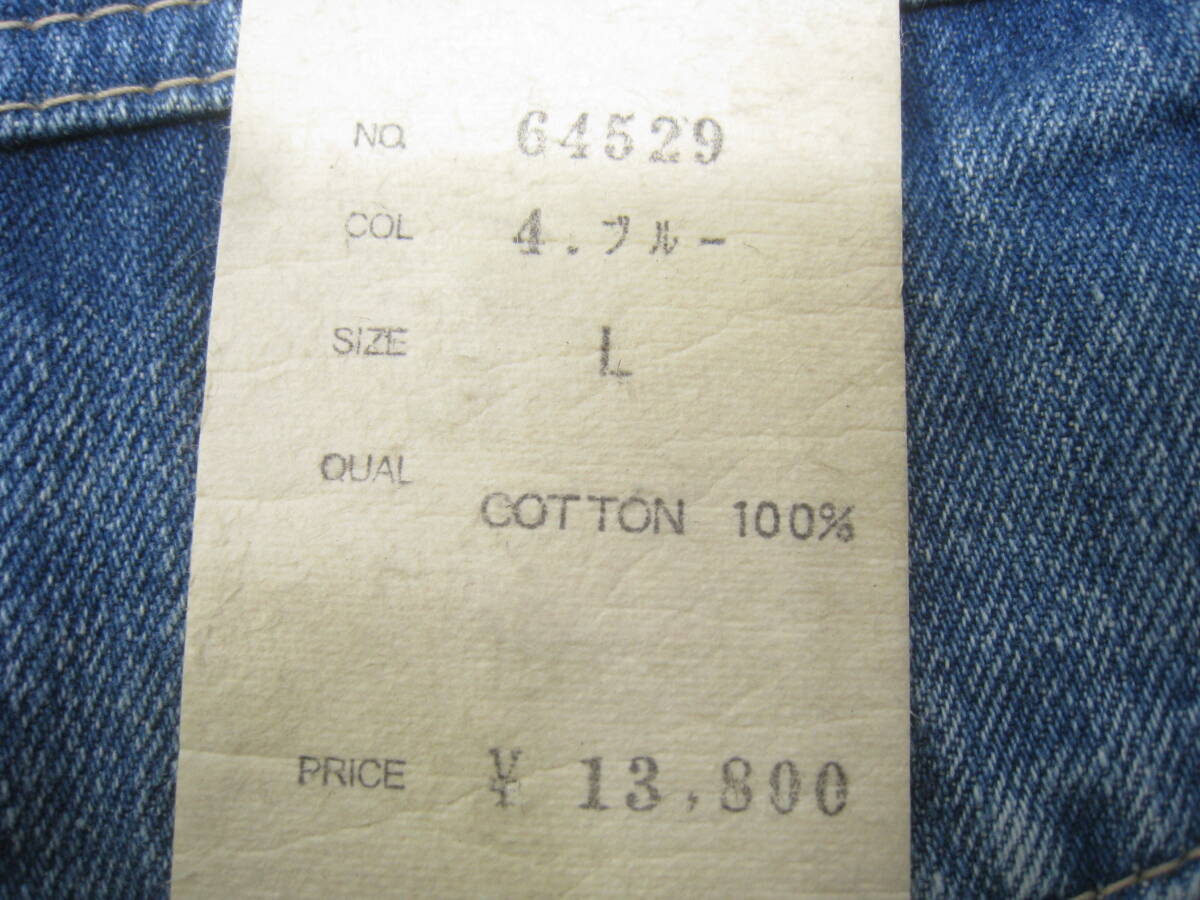 NO. 64529
COL 4.ブルー
SIZE L
QUAL
COTTON 100%
PRICE ¥ 13,800